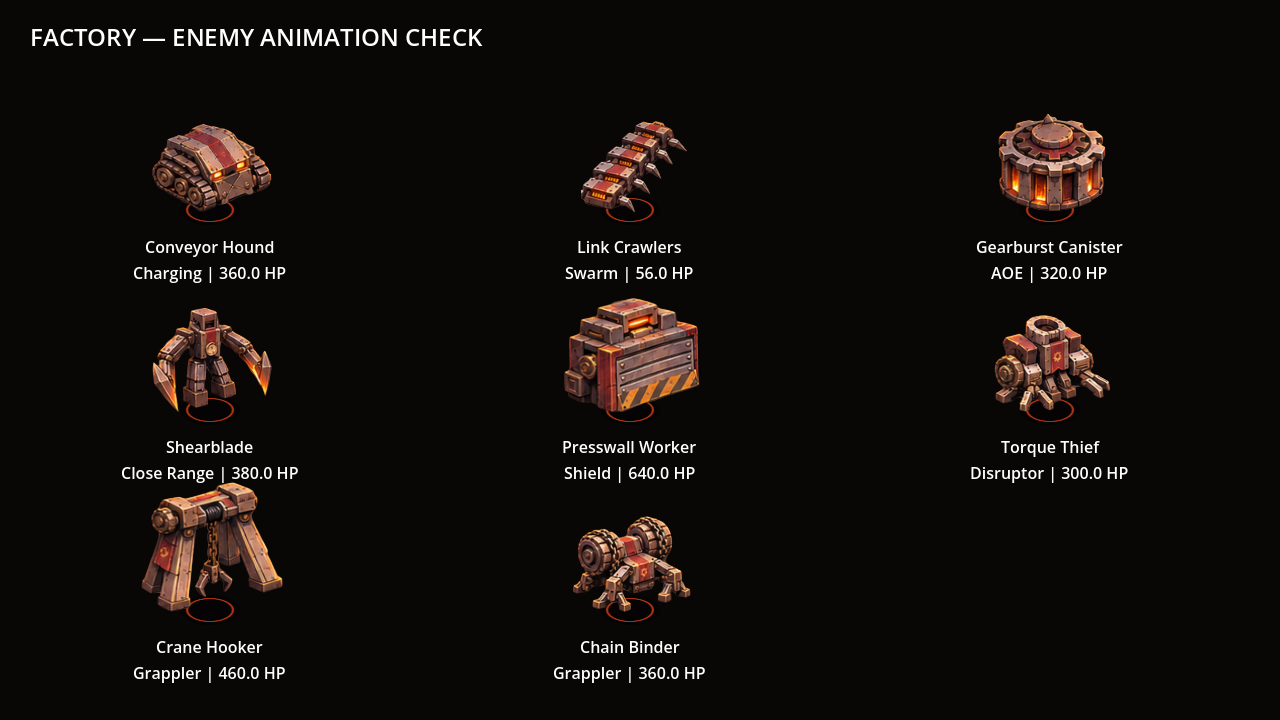 FACTORY — ENEMY ANIMATION CHECK
Conveyor Hound
Charging | 360.0 HP
Link Crawlers
Swarm | 56.0 HP
Gearburst Canister
AOE | 320.0 HP
Shearblade
Close Range | 380.0 HP
Presswall Worker
Shield | 640.0 HP
Torque Thief
Disruptor | 300.0 HP
Crane Hooker
Grappler | 460.0 HP
Chain Binder
Grappler | 360.0 HP